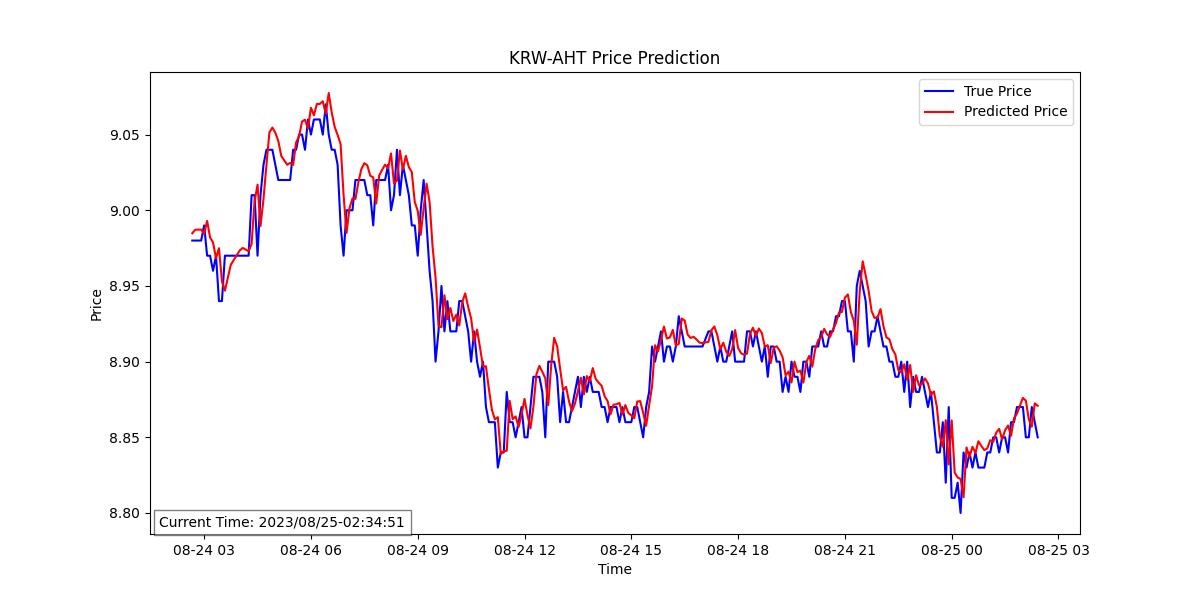 KRW-AHT Price Prediction
True Price
Predicted Price
Price
9.05
9.00
8.95
8.90
8.85
8.80
Current Time: 2023/08/25-02:34:51
08-24 03
08-24 06
08-24 09
08-24 12
08-24 15
08-24 18
08-24 21
08-25 00
08-25 03
Time